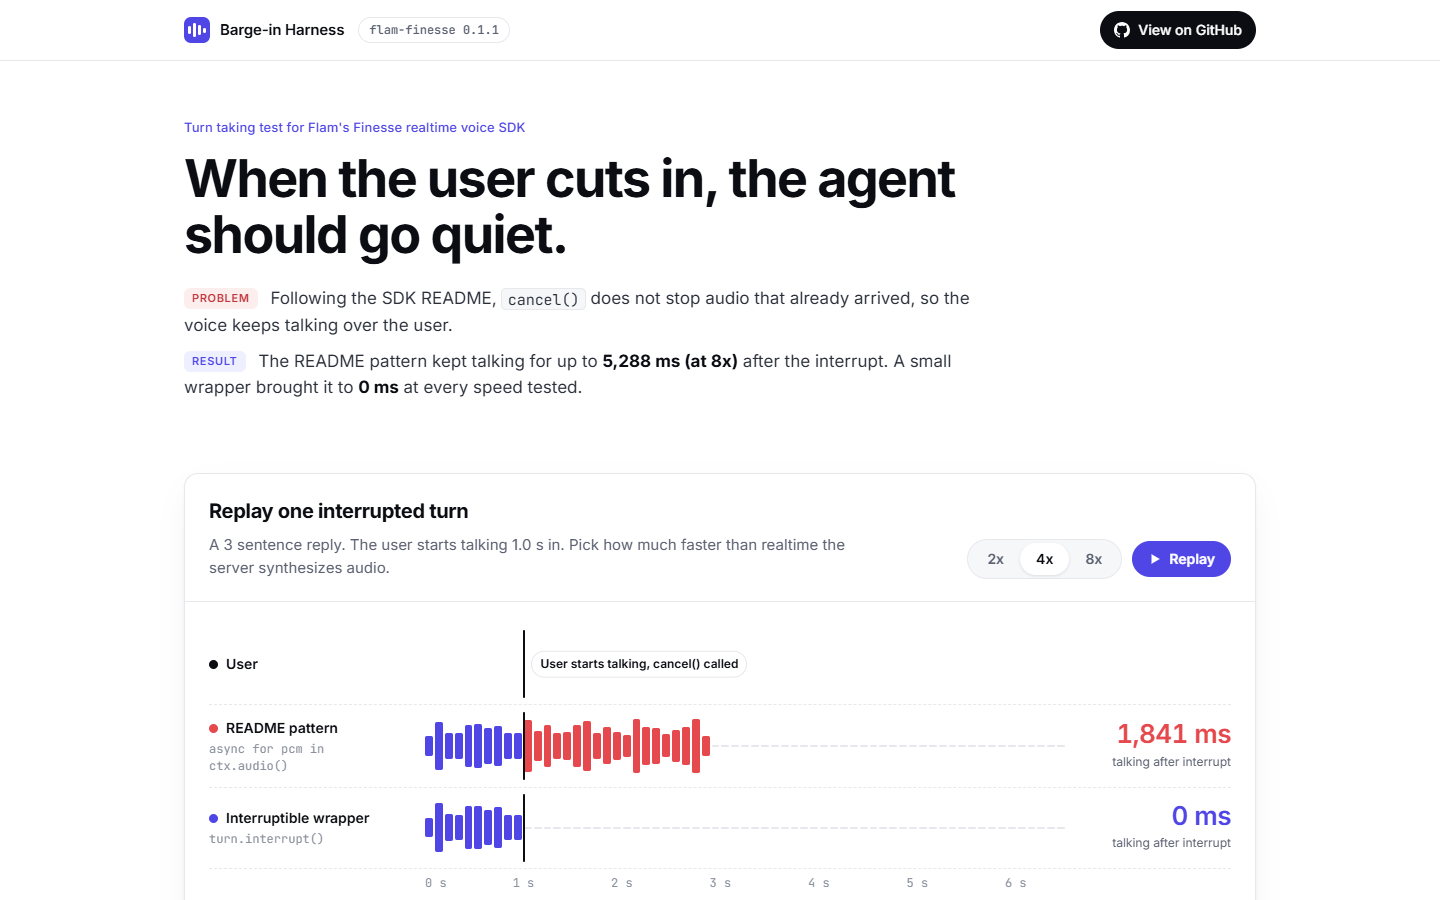 Barge-in Harness
flam-finesse 0.1.1
View on GitHub
Turn taking test for Flam's Finesse realtime voice SDK
When the user cuts in, the agent
should go quiet.
PROBLEM Following the SDK README, cancel() does not stop audio that already arrived, so the
voice keeps talking over the user.
RESULT The README pattern kept talking for up to 5,288 ms (at 8x) after the interrupt. A small
wrapper brought it to 0 ms at every speed tested.
Replay one interrupted turn
A 3 sentence reply. The user starts talking 1.0 s in. Pick how much faster than realtime the
server synthesizes audio.
2x 4x 8x Replay
User
User starts talking, cancel() called
README pattern
async for pcm in
ctx.audio()
1,841 ms
talking after interrupt
Interruptible wrapper
turn.interrupt()
0 ms
talking after interrupt
0 s 1 s 2 s 3 s 4 s 5 s 6 s